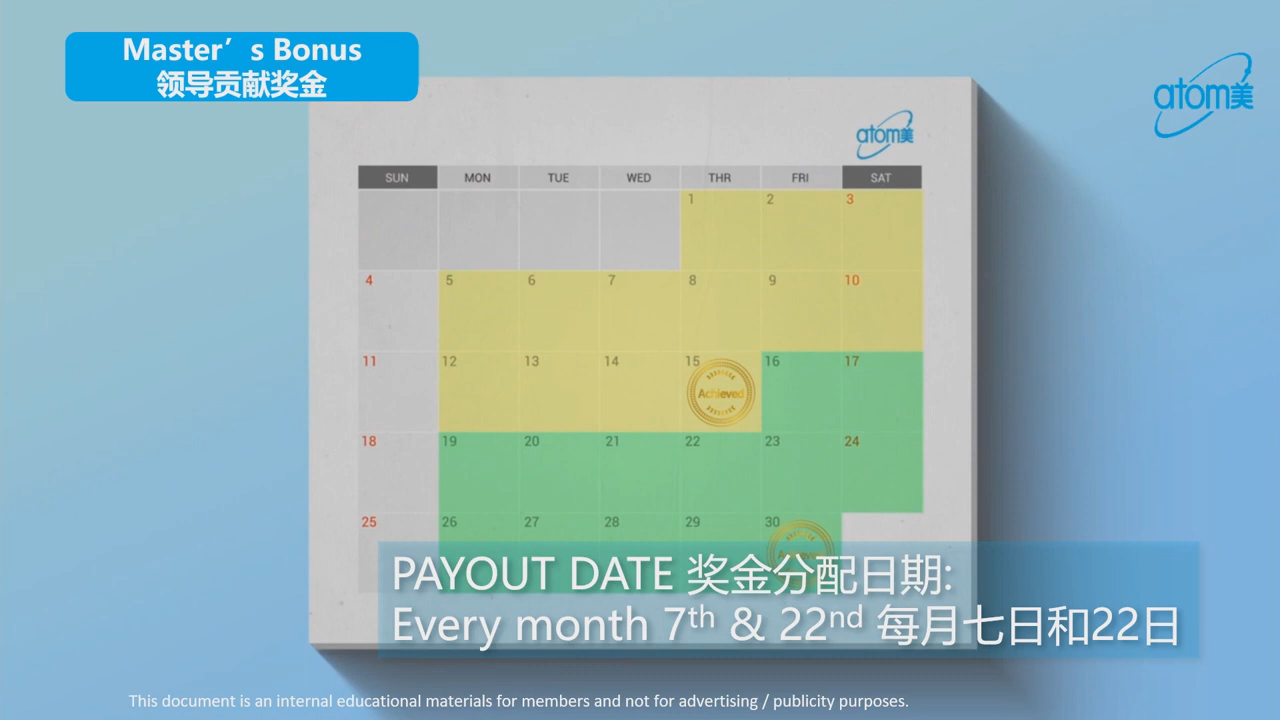 Master’s Bonus
领导贡献奖金
atom美
atom美
SUN MON TUE WED THR FRI SAT
1 2 3
4 5 6 7 8 9 10
11 12 13 14 15 16 17
Achieved
18 19 20 21 22 23 24
25 26 27 28 29 30
Achieved
PAYOUT DATE 奖金分配日期:
Every month 7th & 22nd 每月七日和22日
This document is an internal educational materials for members and not for advertising / publicity purposes.